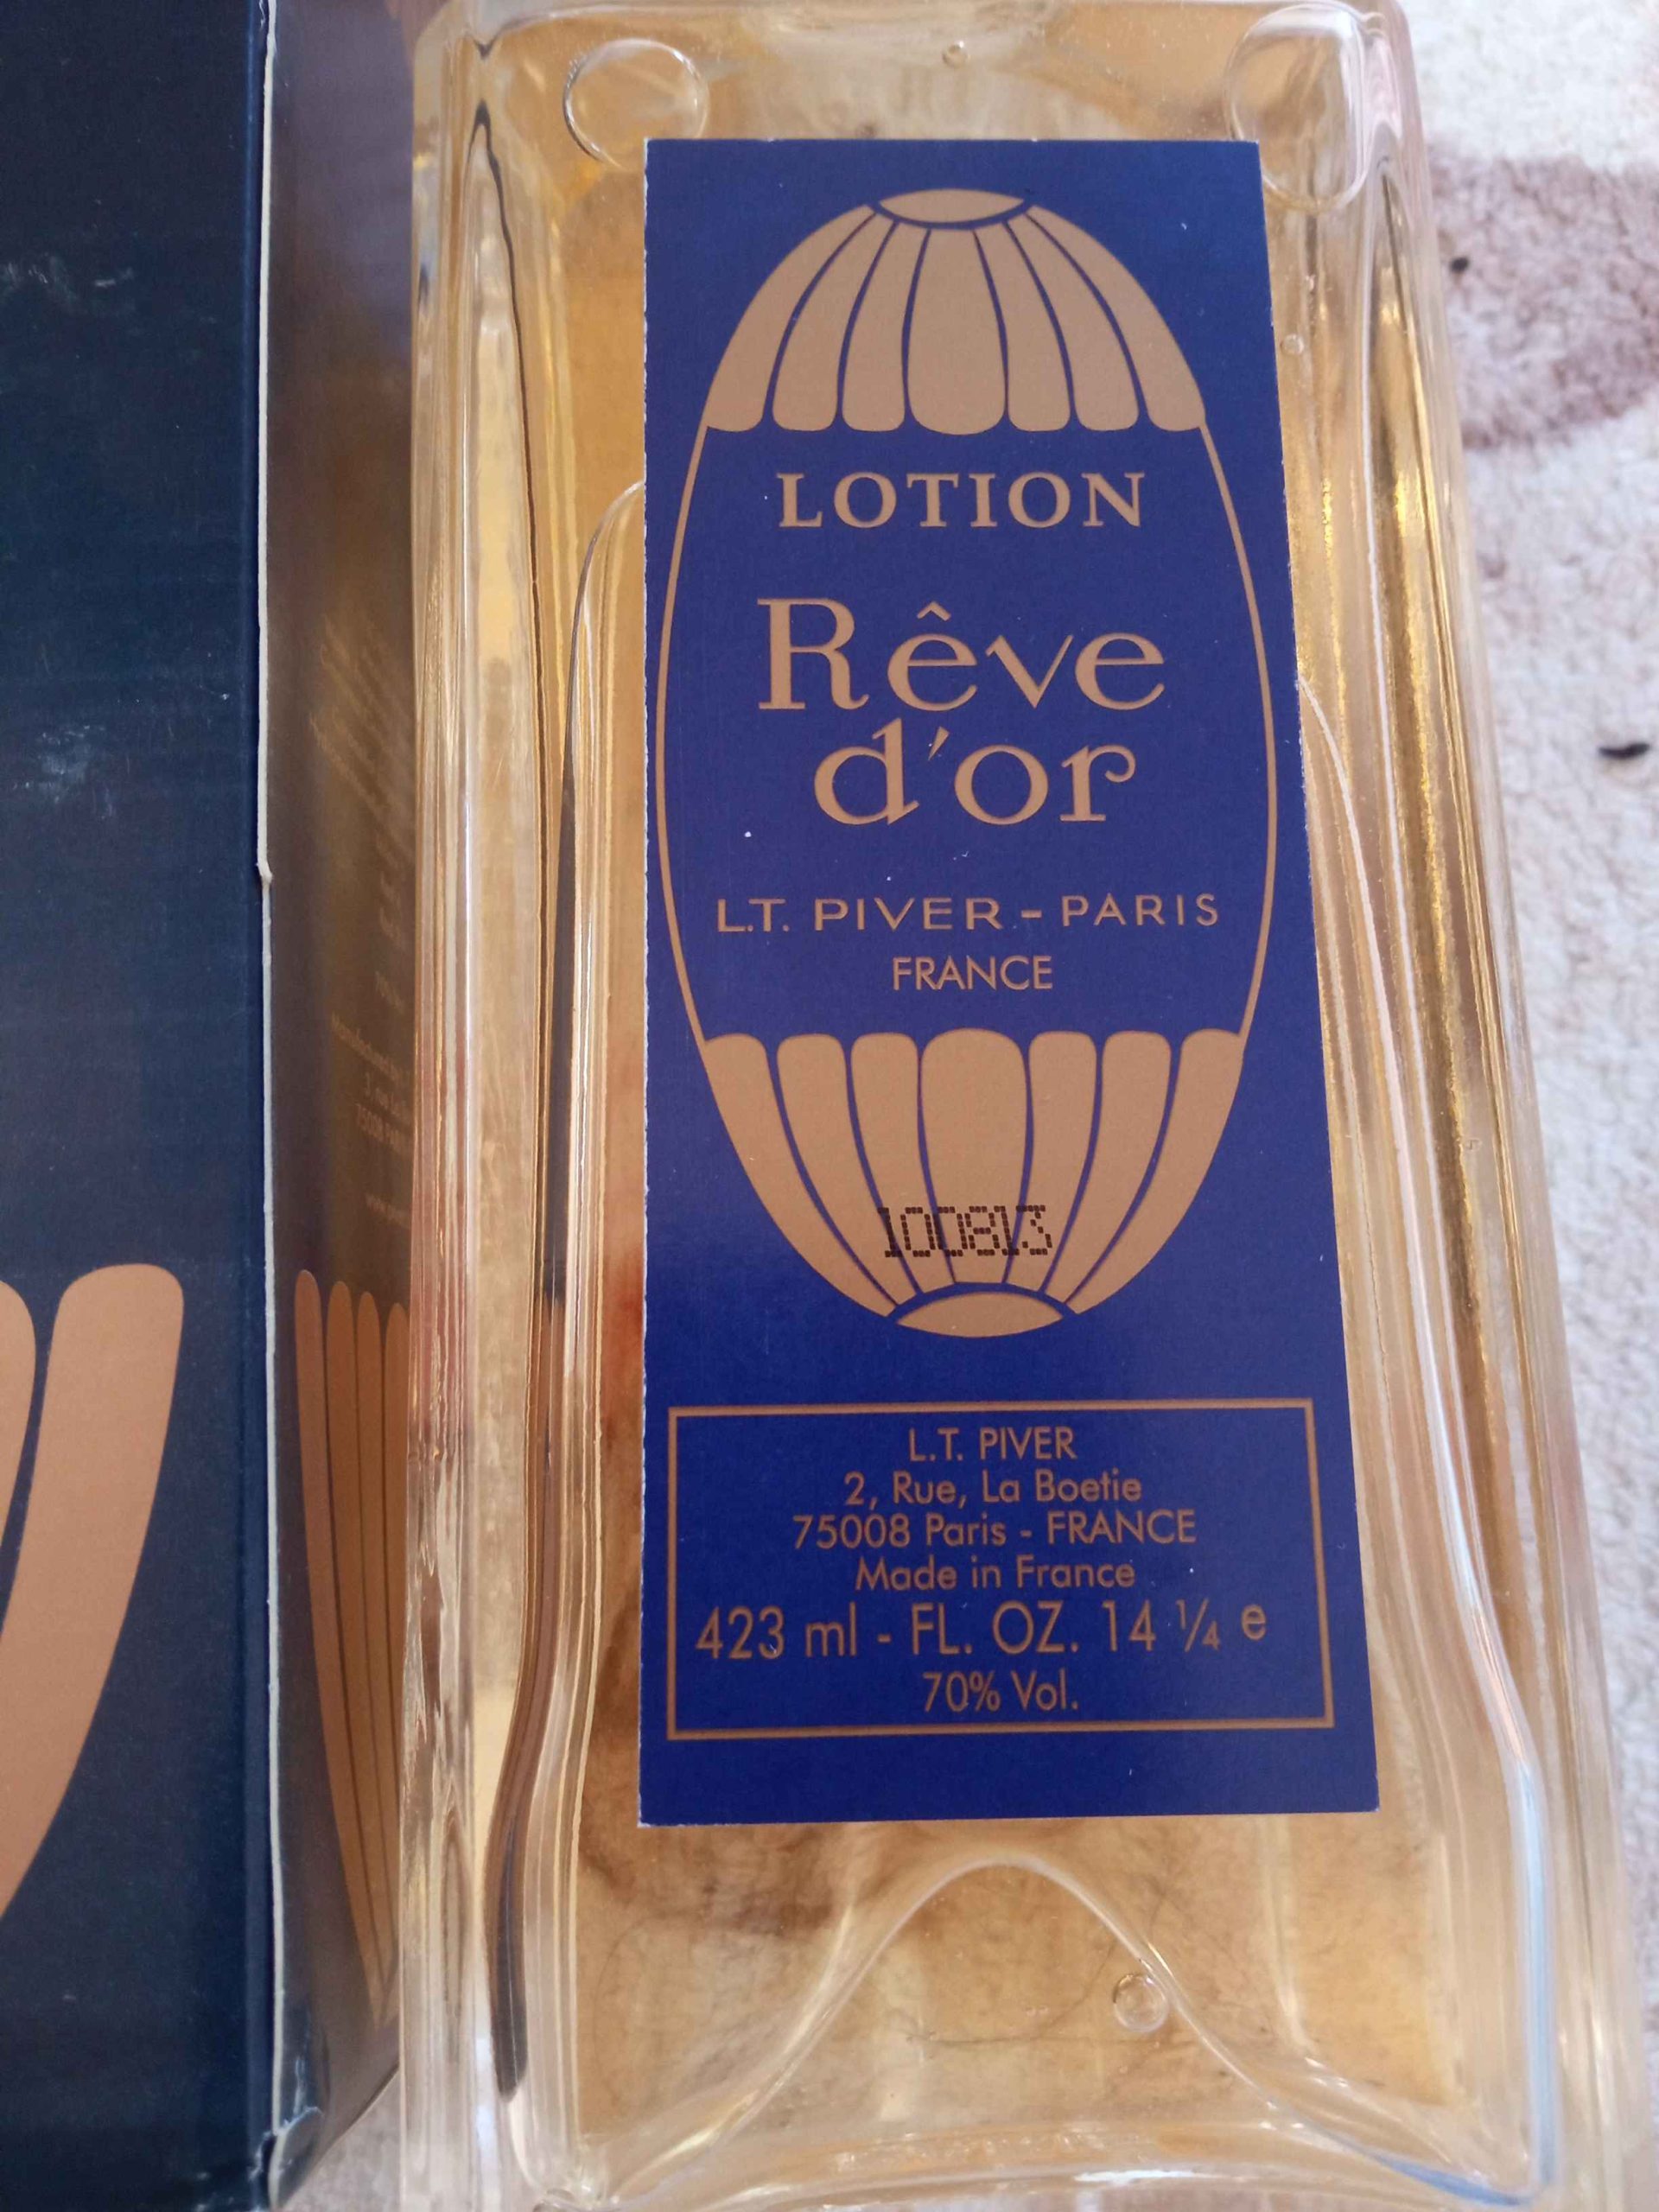 LOTION
Rêve
d'or
L.T. PIVER - PARIS
FRANCE
100813
L.T. PIVER
2, Rue, La Boetie
75008 Paris - FRANCE
Made in France
423 ml - FL. OZ. 14 ¼ e
70% Vol.